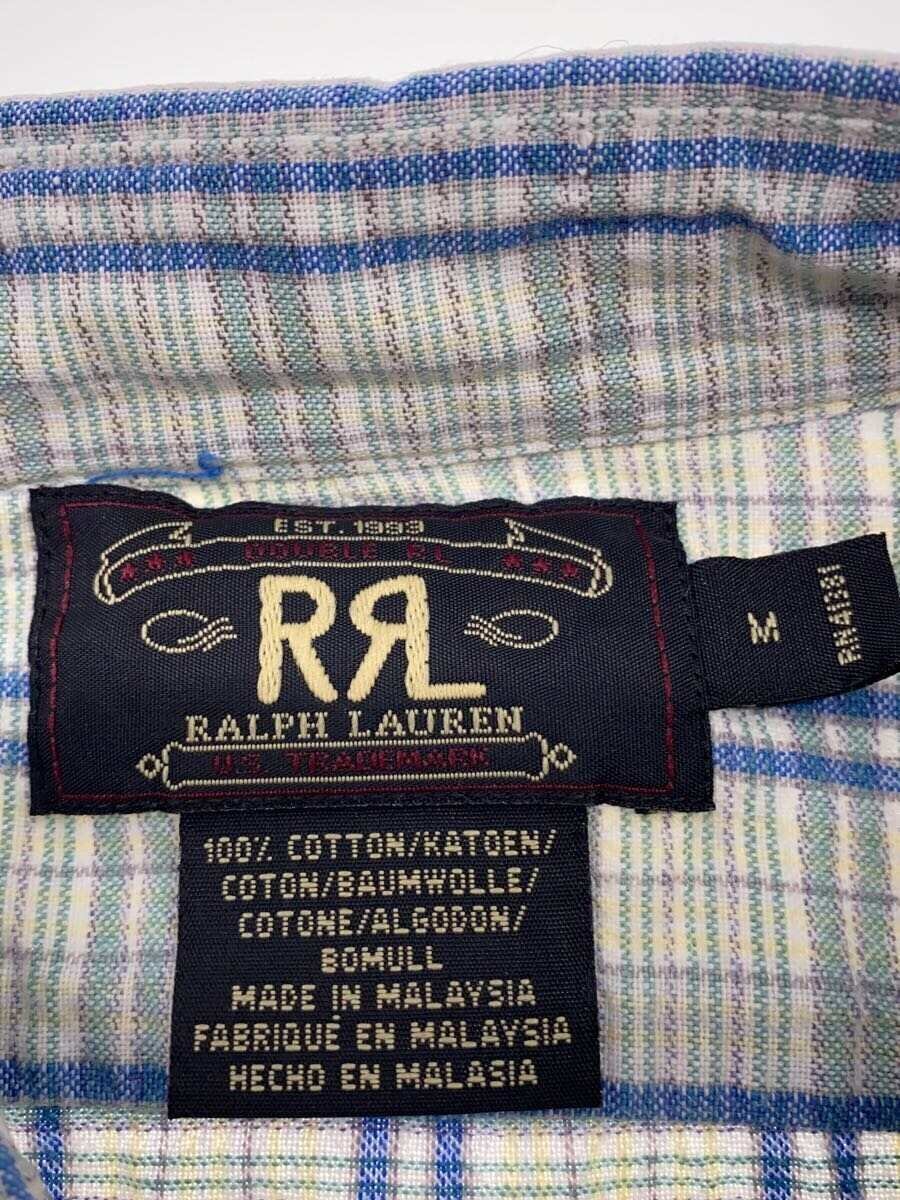 EST. 1993
★★★ DOUBLE RL ★★★
RRL
RALPH LAUREN
U.S. TRADEMARK
M
RN41381
100% COTTON/KATOEN/
COTON/BAUMWOLLE/
COTONE/ALGODON/
BOMULL
MADE IN MALAYSIA
FABRIQUÉ EN MALAYSIA
HECHO EN MALASIA